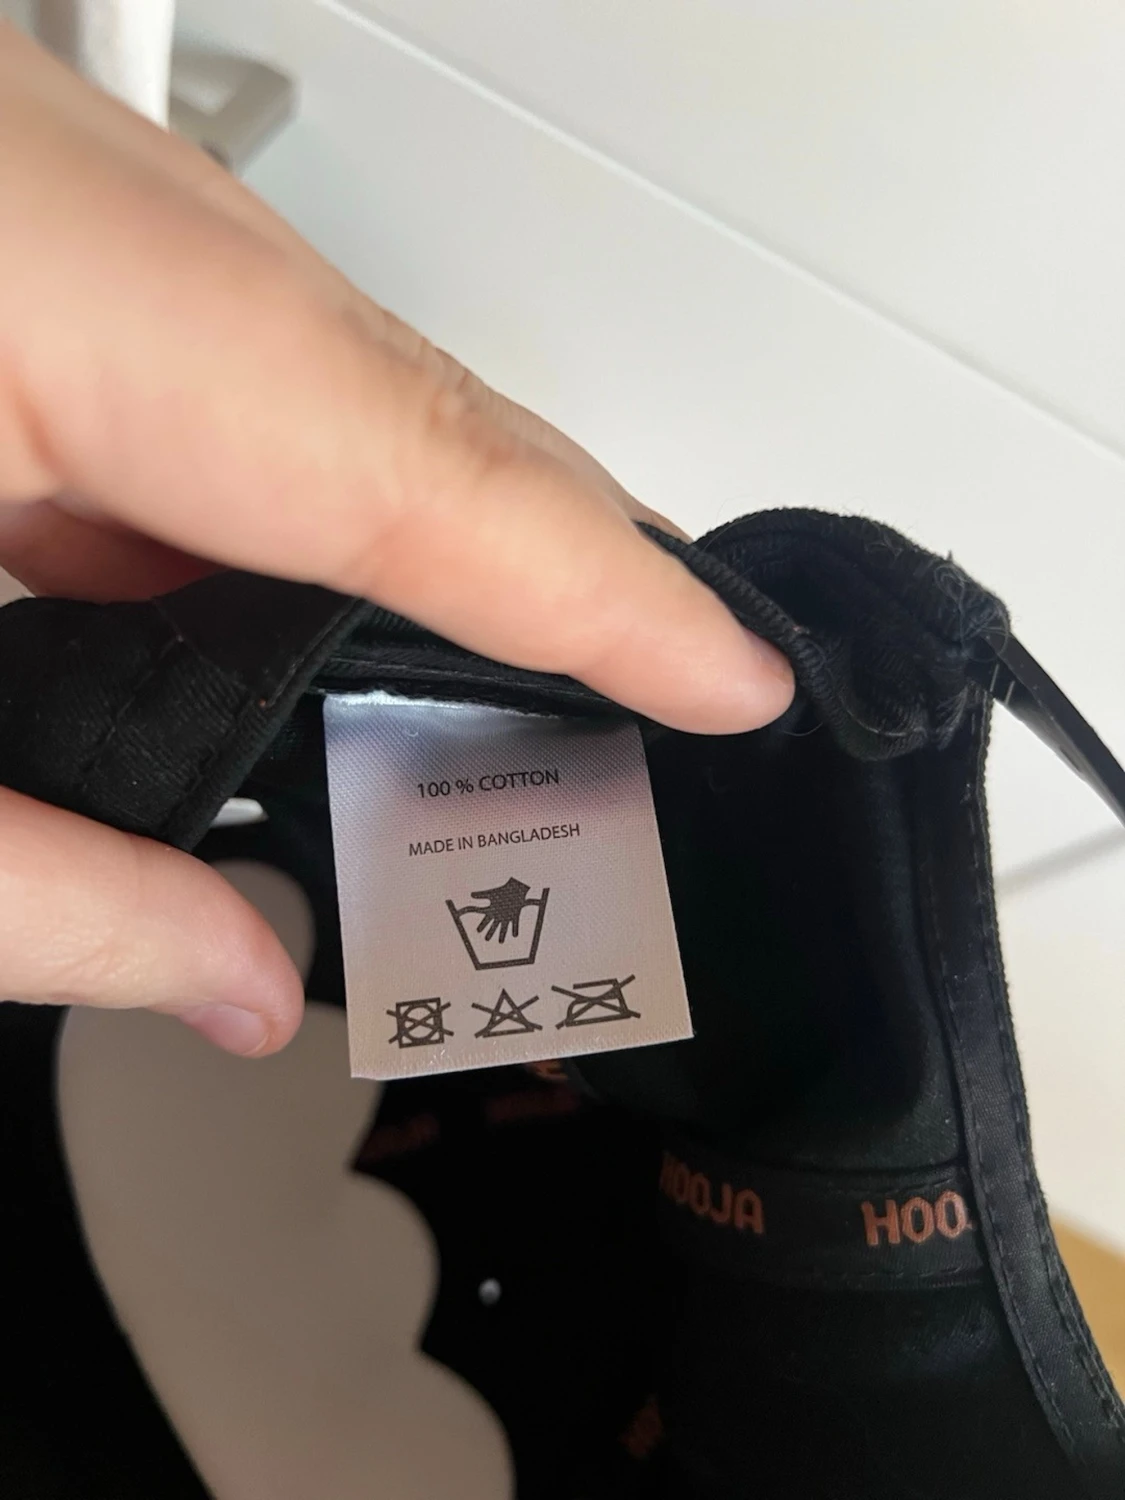 100 % COTTON
MADE IN BANGLADESH
HOOJA
HOO